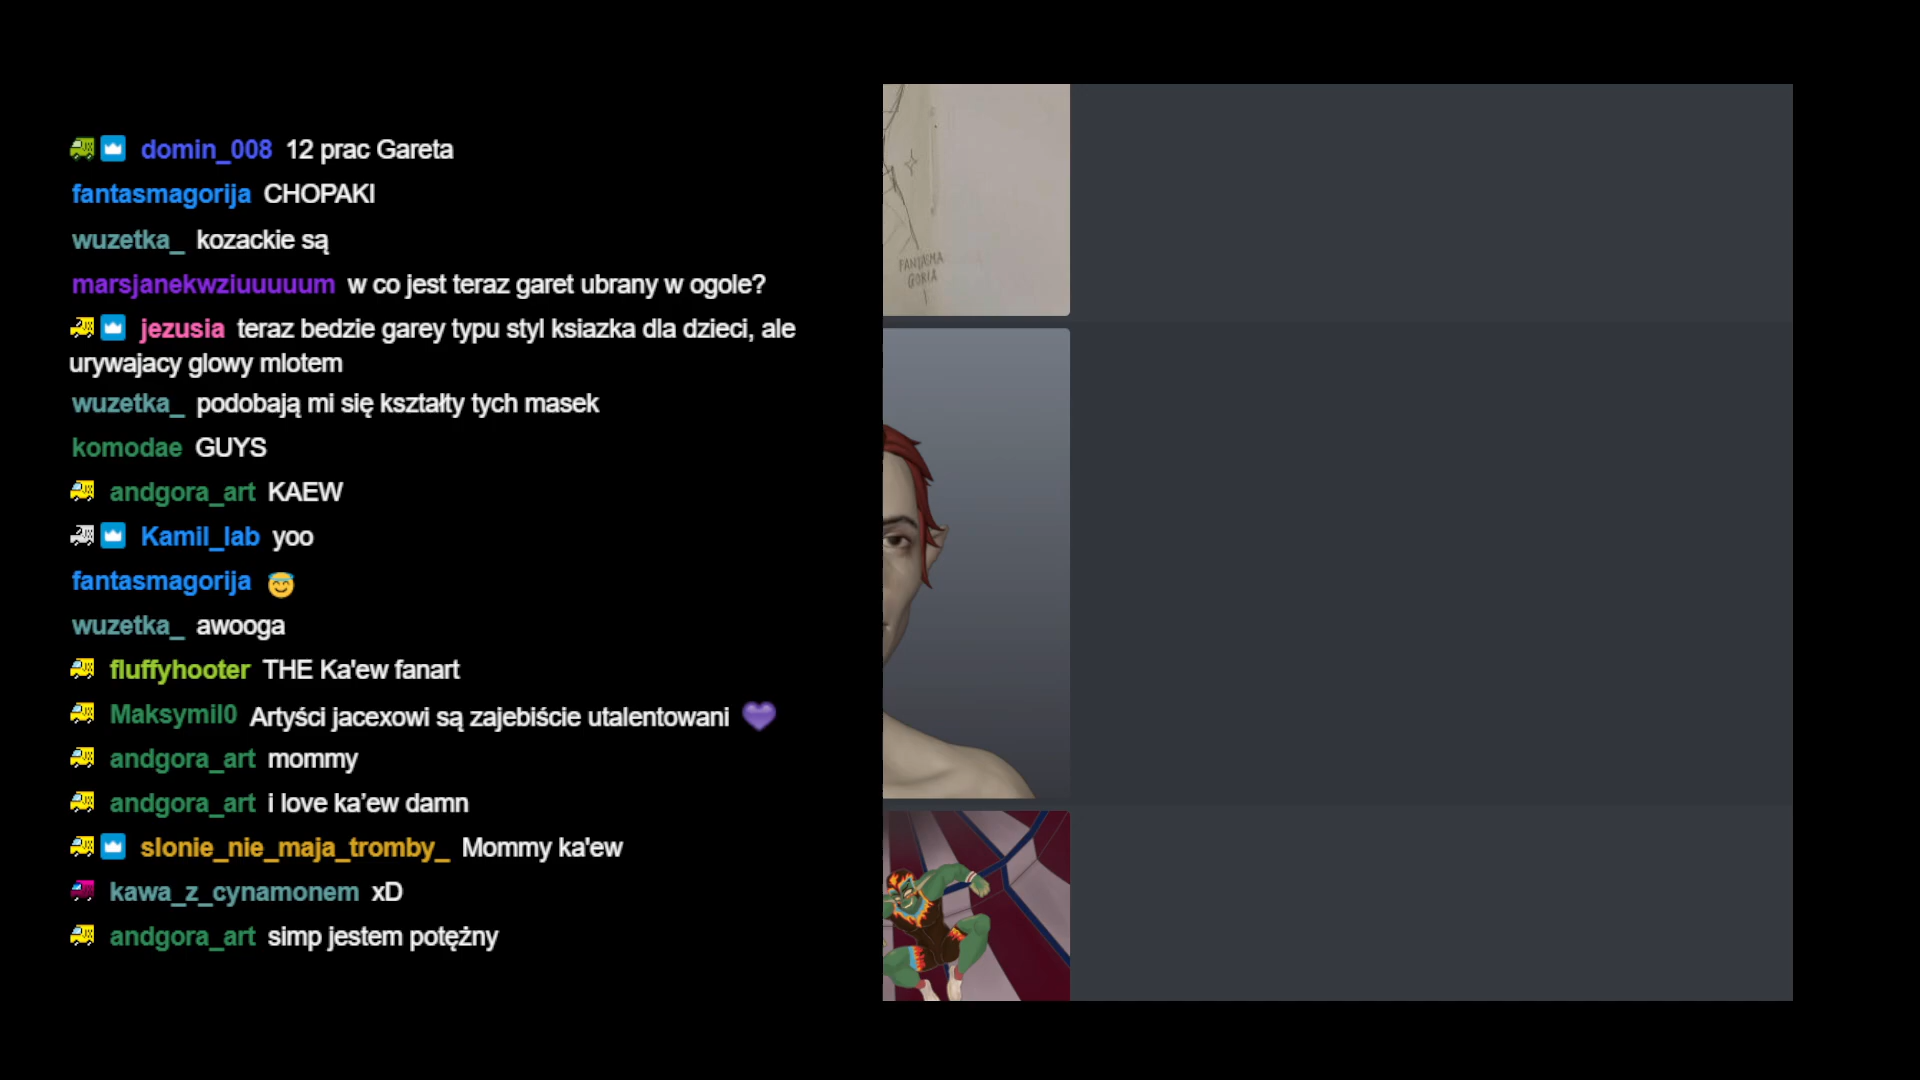 domin_008 12 prac Gareta
fantasmagorija CHOPAKI
wuzetka_ kozackie są
marsjanekwziuuuuum w co jest teraz garet ubrany w ogole?
jezusia teraz bedzie garey typu styl ksiazka dla dzieci, ale
urywajacy glowy mlotem
wuzetka_ podobają mi się kształty tych masek
komodae GUYS
andgora_art KAEW
Kamil_lab yoo
fantasmagorija 😇
wuzetka_ awooga
fluffyhooter THE Ka'ew fanart
Maksymil0 Artyści jacexowi są zajebiście utalentowani 💜
andgora_art mommy
andgora_art i love ka’ew damn
slonie_nie_maja_tromby_ Mommy ka'ew
kawa_z_cynamonem xD
andgora_art simp jestem potężny
FANTASMA
GORIA